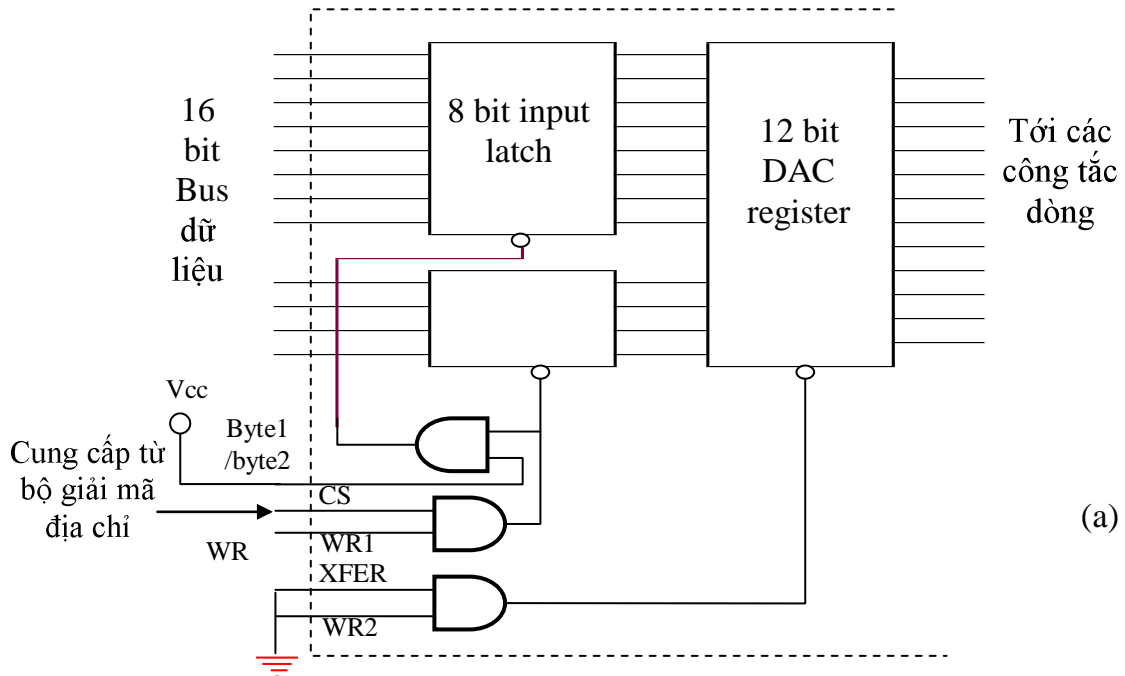 16
bit
Bus
dữ
liệu
8 bit input
latch
12 bit
DAC
register
Tới các
công tắc
dòng
Vcc
Byte1
/byte2
Cung cấp từ
bộ giải mã
địa chỉ
CS
WR
WR1
XFER
WR2
(a)